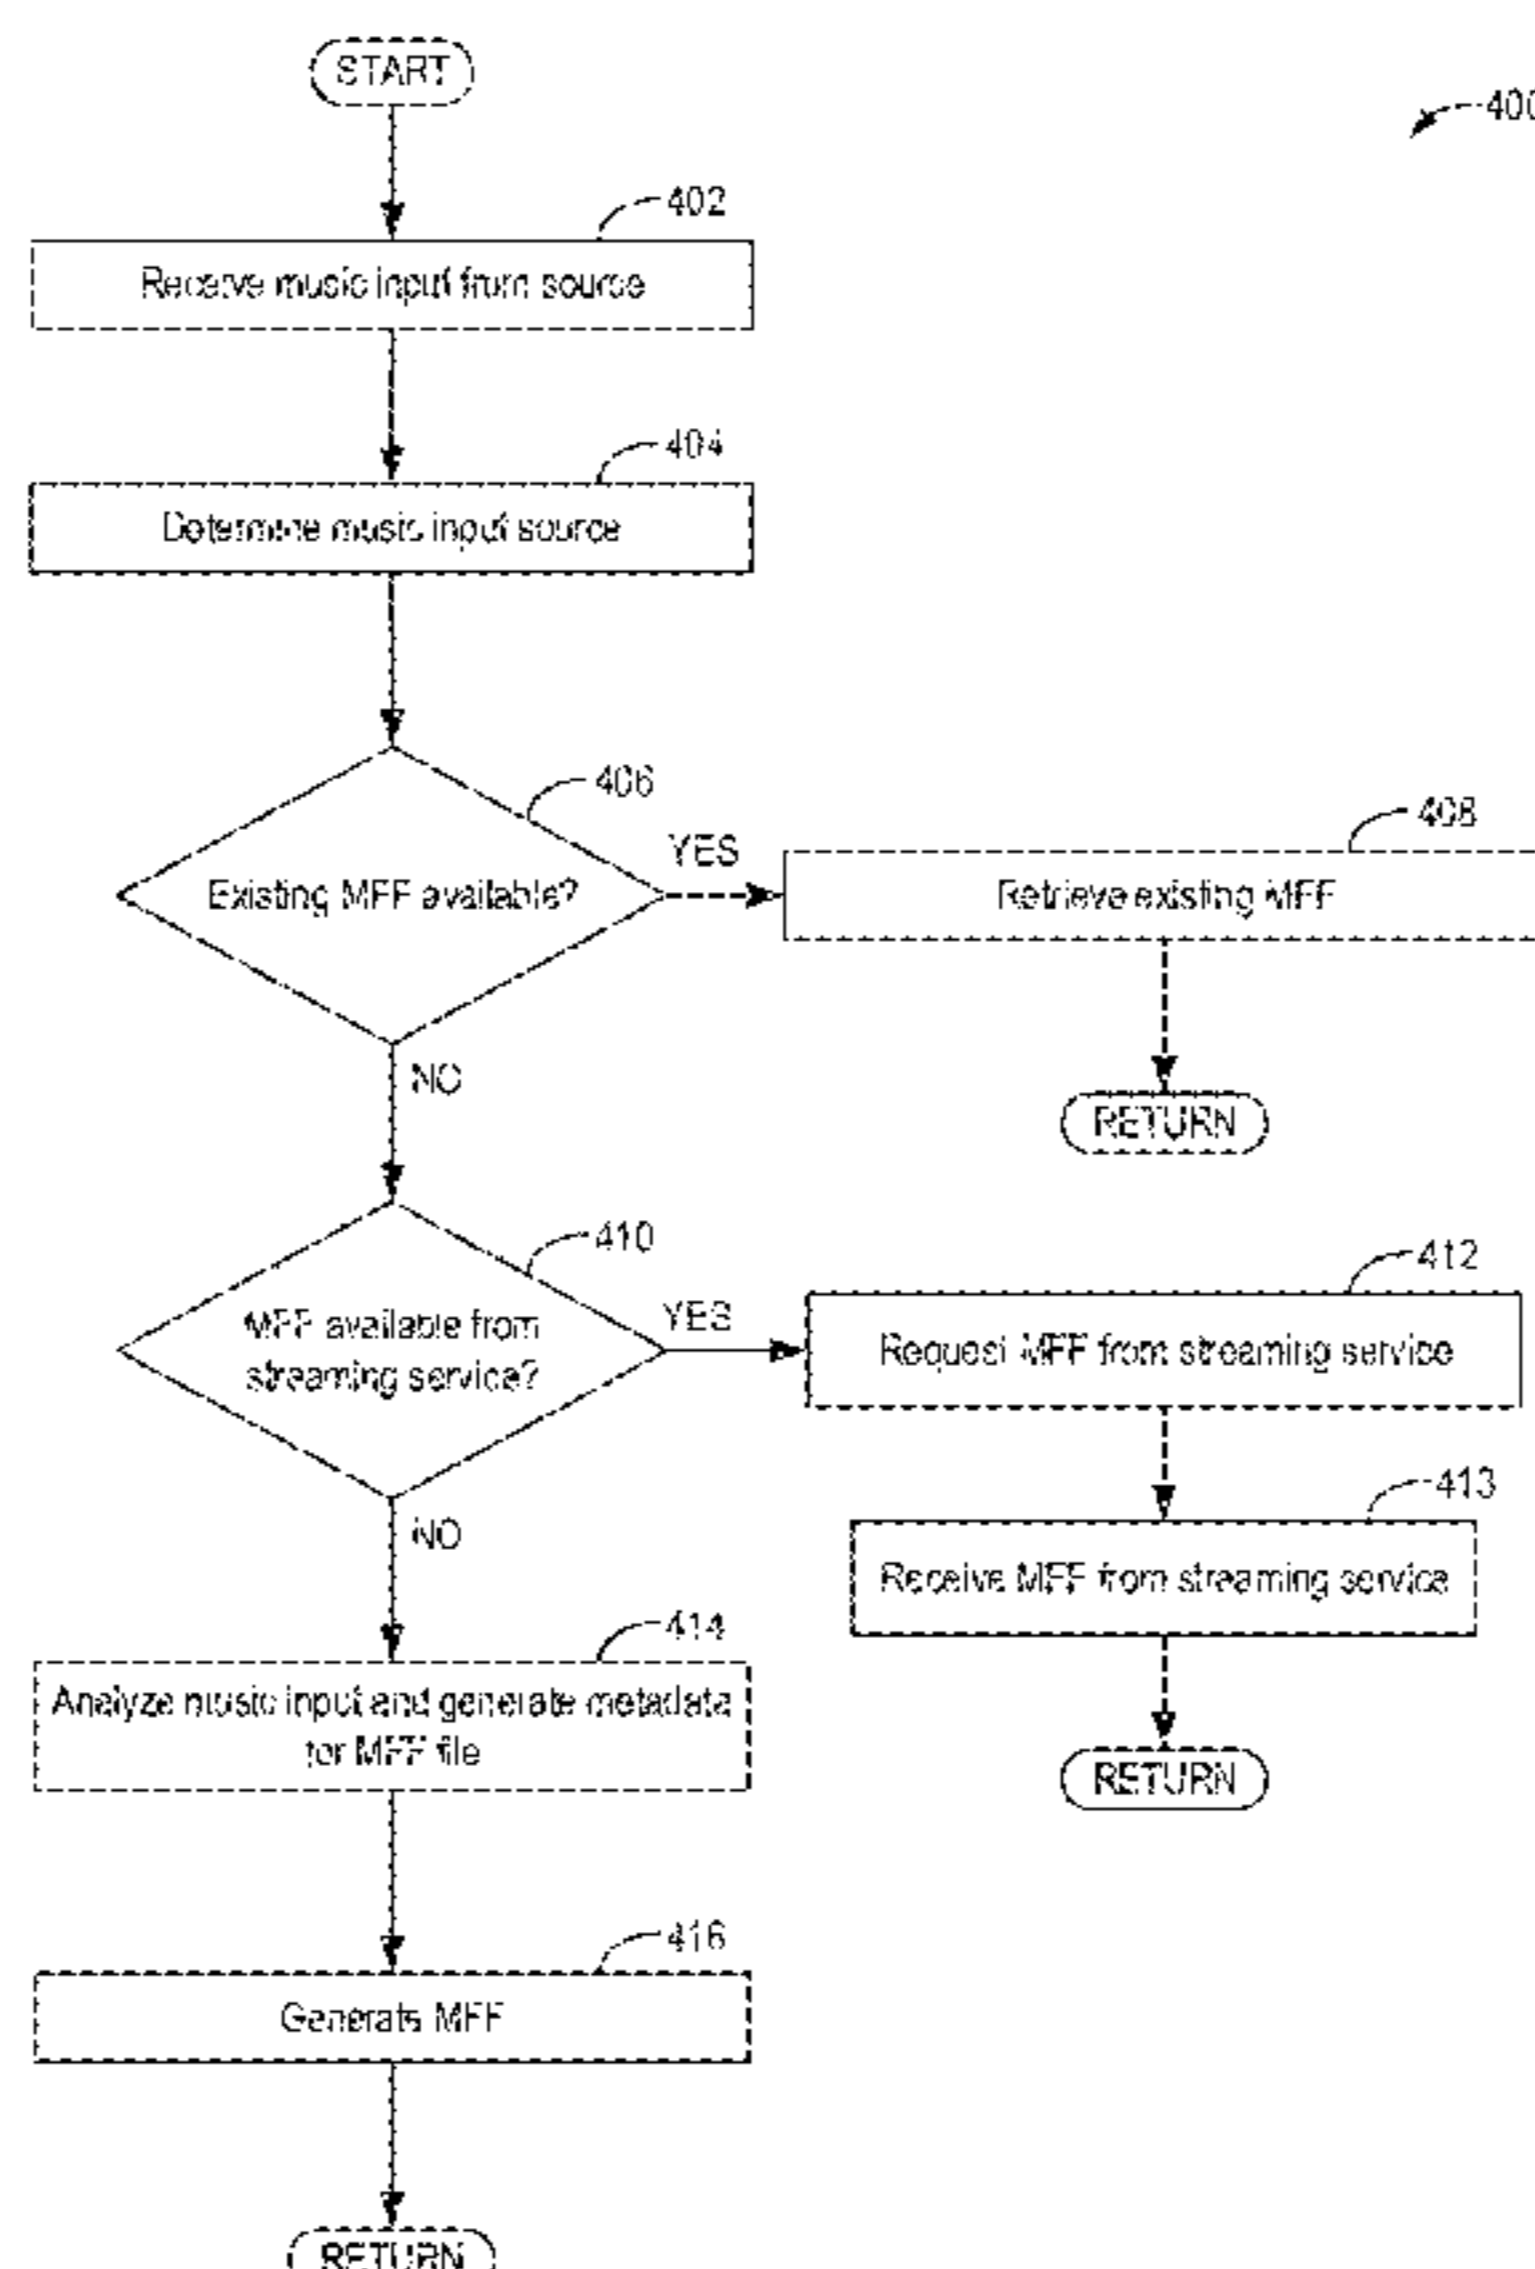 START
400
402
Receive music input from source
404
Determine music input source
406
YES
408
Existing MFF available?
Retrieve existing MFF
NO
RETURN
410
412
YES
MFF available from
streaming service?
Request MFF from streaming service
413
NO
Receive MFF from streaming service
414
Analyze music input and generate metadata
for MFF file
RETURN
416
Generate MFF
RETURN